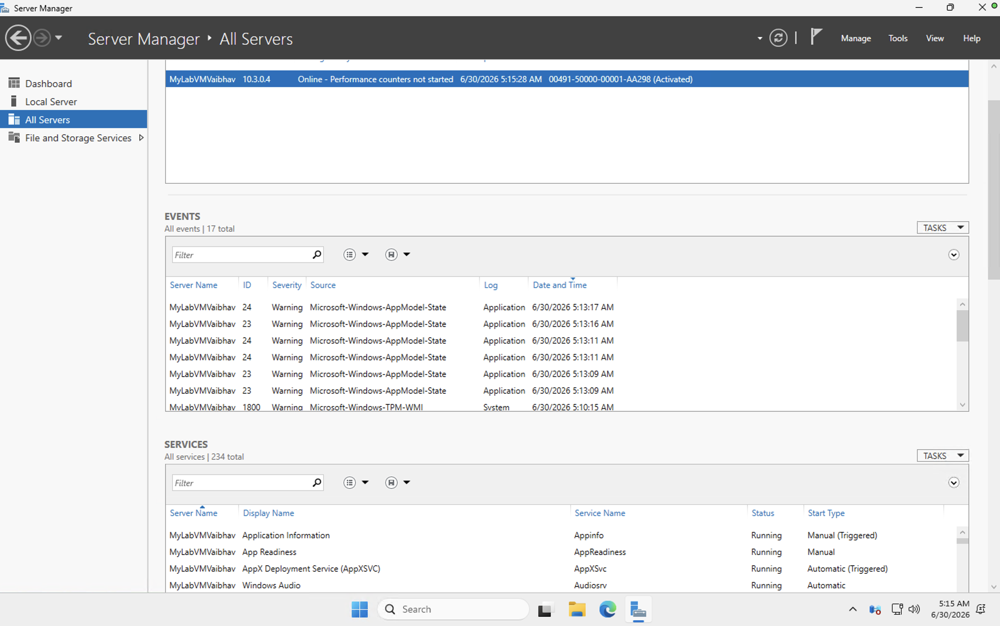 Server Manager
Server Manager ‣ All Servers
Manage Tools View Help
Dashboard
Local Server
All Servers
File and Storage Services
MyLabVMVaibhav 10.3.0.4 Online - Performance counters not started 6/30/2026 5:15:28 AM 00491-50000-00001-AA298 (Activated)
EVENTS
All events | 17 total
TASKS
Filter
Server Name ID Severity Source Log Date and Time
MyLabVMVaibhav 24 Warning Microsoft-Windows-AppModel-State Application 6/30/2026 5:13:17 AM
MyLabVMVaibhav 23 Warning Microsoft-Windows-AppModel-State Application 6/30/2026 5:13:16 AM
MyLabVMVaibhav 24 Warning Microsoft-Windows-AppModel-State Application 6/30/2026 5:13:11 AM
MyLabVMVaibhav 24 Warning Microsoft-Windows-AppModel-State Application 6/30/2026 5:13:11 AM
MyLabVMVaibhav 23 Warning Microsoft-Windows-AppModel-State Application 6/30/2026 5:13:09 AM
MyLabVMVaibhav 23 Warning Microsoft-Windows-AppModel-State Application 6/30/2026 5:13:09 AM
MyLabVMVaibhav 1800 Warning Microsoft-Windows-TPM-WMI System 6/30/2026 5:10:15 AM
SERVICES
All services | 234 total
TASKS
Filter
Server Name Display Name Service Name Status Start Type
MyLabVMVaibhav Application Information Appinfo Running Manual (Triggered)
MyLabVMVaibhav App Readiness AppReadiness Running Manual
MyLabVMVaibhav AppX Deployment Service (AppXSVC) AppXSvc Running Automatic (Triggered)
MyLabVMVaibhav Windows Audio Audiosrv Running Automatic
Search
5:15 AM
6/30/2026